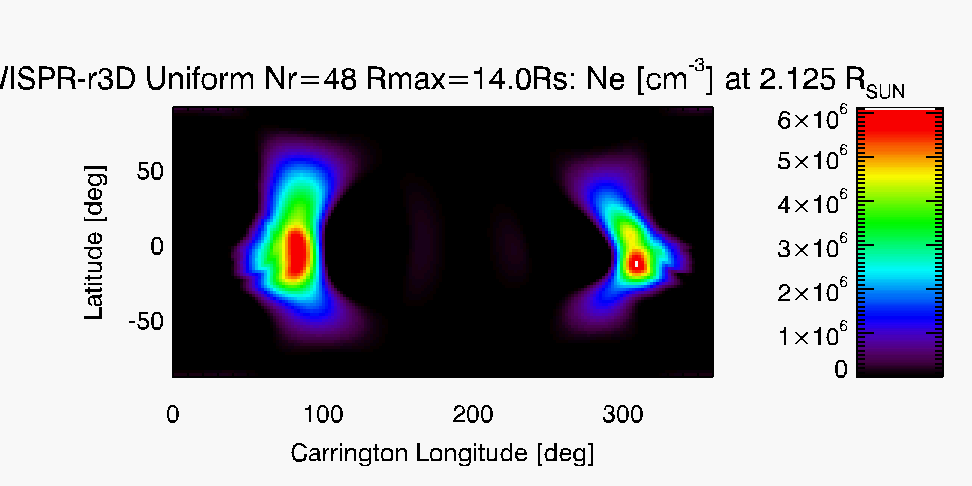 /ISPR-r3D Uniform Nr=48 Rmax=14.0Rs: Ne [cm⁻³] at 2.125 R_SUN
Latitude [deg]
50
0
-50
0 100 200 300
Carrington Longitude [deg]
6×10⁶
5×10⁶
4×10⁶
3×10⁶
2×10⁶
1×10⁶
0